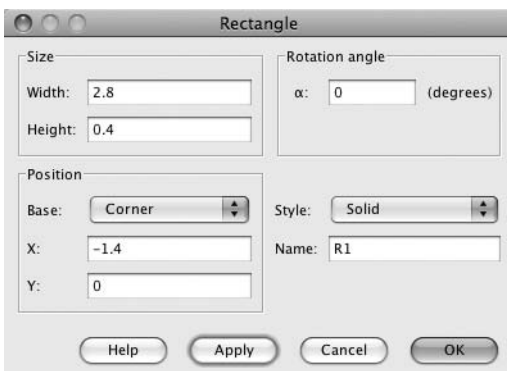 Rectangle
Size
Width: 2.8
Height: 0.4
Rotation angle
α: 0 (degrees)
Position
Base: Corner
X: -1.4
Y: 0
Style: Solid
Name: R1
Help Apply Cancel OK